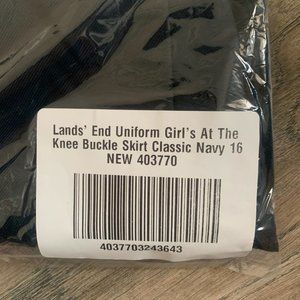 Lands' End Uniform Girl's At The
Knee Buckle Skirt Classic Navy 16
NEW 403770
4037703243643